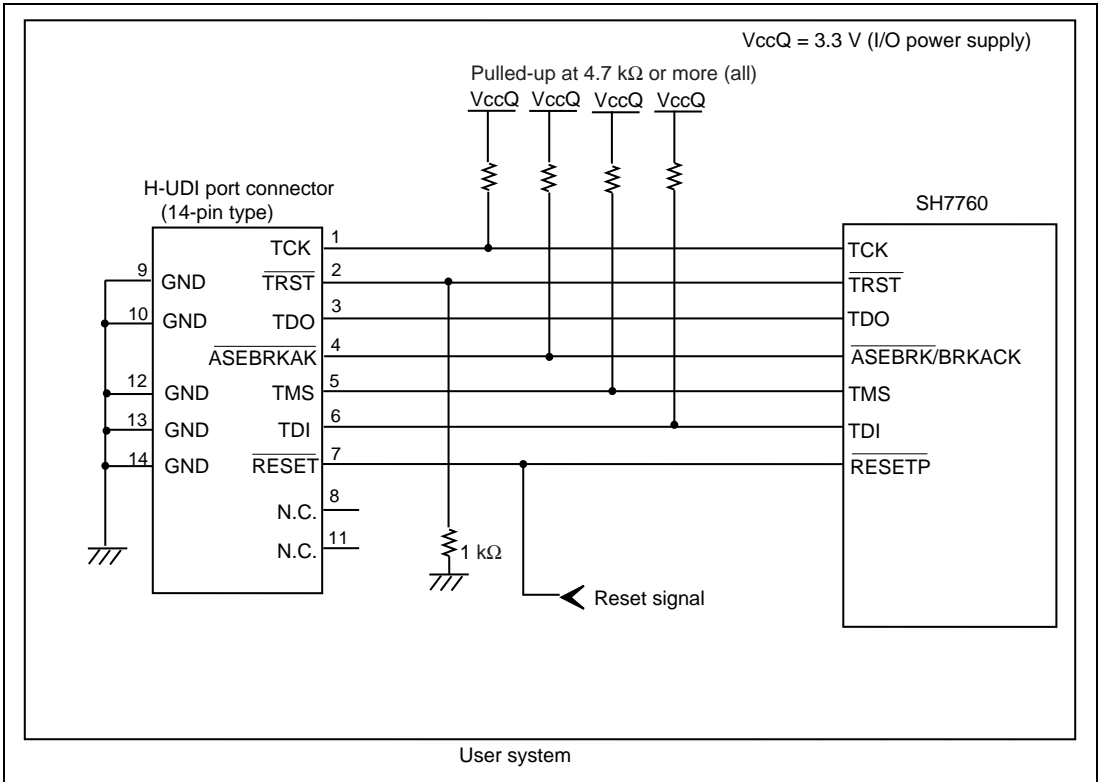 VccQ = 3.3 V (I/O power supply)
Pulled-up at 4.7 kΩ or more (all)
VccQ VccQ VccQ VccQ
H-UDI port connector
(14-pin type)
SH7760
TCK 1 TCK
9 GND TRST 2 TRST
10 GND TDO 3 TDO
ASEBRKAK 4 ASEBRK/BRKACK
12 GND TMS 5 TMS
13 GND TDI 6 TDI
14 GND RESET 7 RESETP
N.C. 8
N.C. 11
1 kΩ
Reset signal
User system